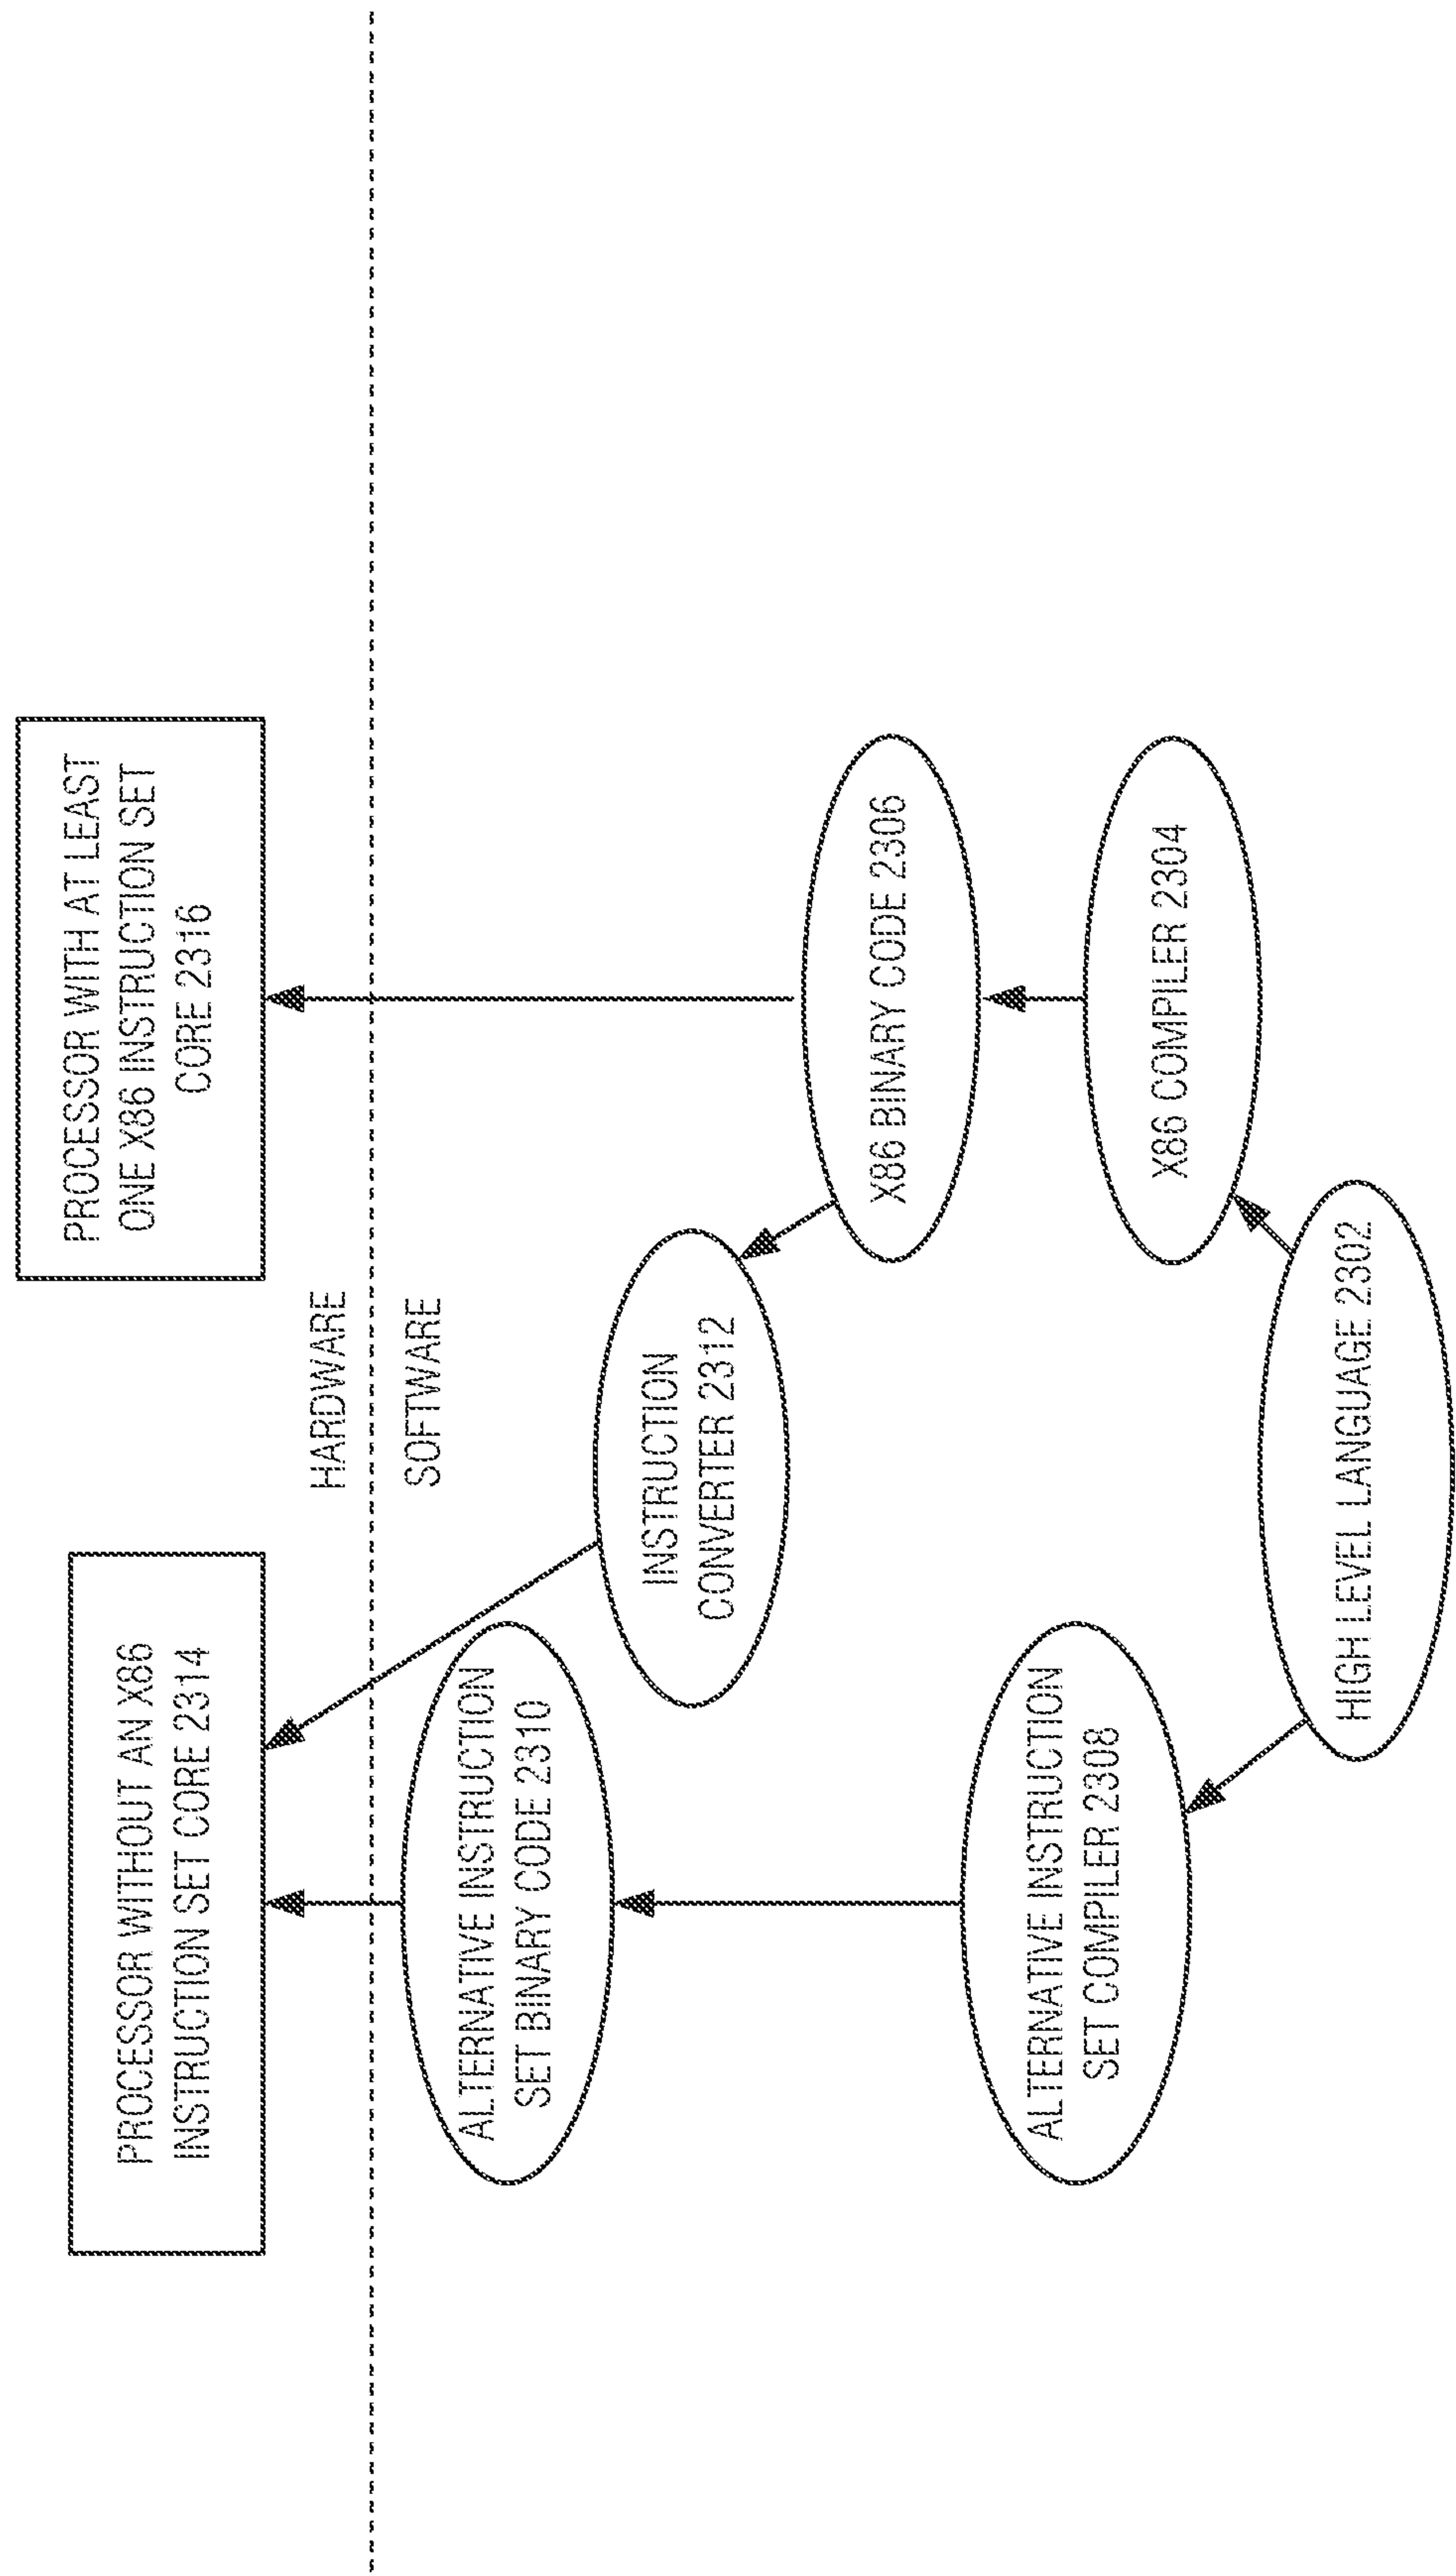 PROCESSOR WITHOUT AN X86
INSTRUCTION SET CORE 2314
PROCESSOR WITH AT LEAST
ONE X86 INSTRUCTION SET
CORE 2316
HARDWARE
SOFTWARE
ALTERNATIVE INSTRUCTION
SET BINARY CODE 2310
INSTRUCTION
CONVERTER 2312
X86 BINARY CODE 2306
ALTERNATIVE INSTRUCTION
SET COMPILER 2308
X86 COMPILER 2304
HIGH LEVEL LANGUAGE 2302